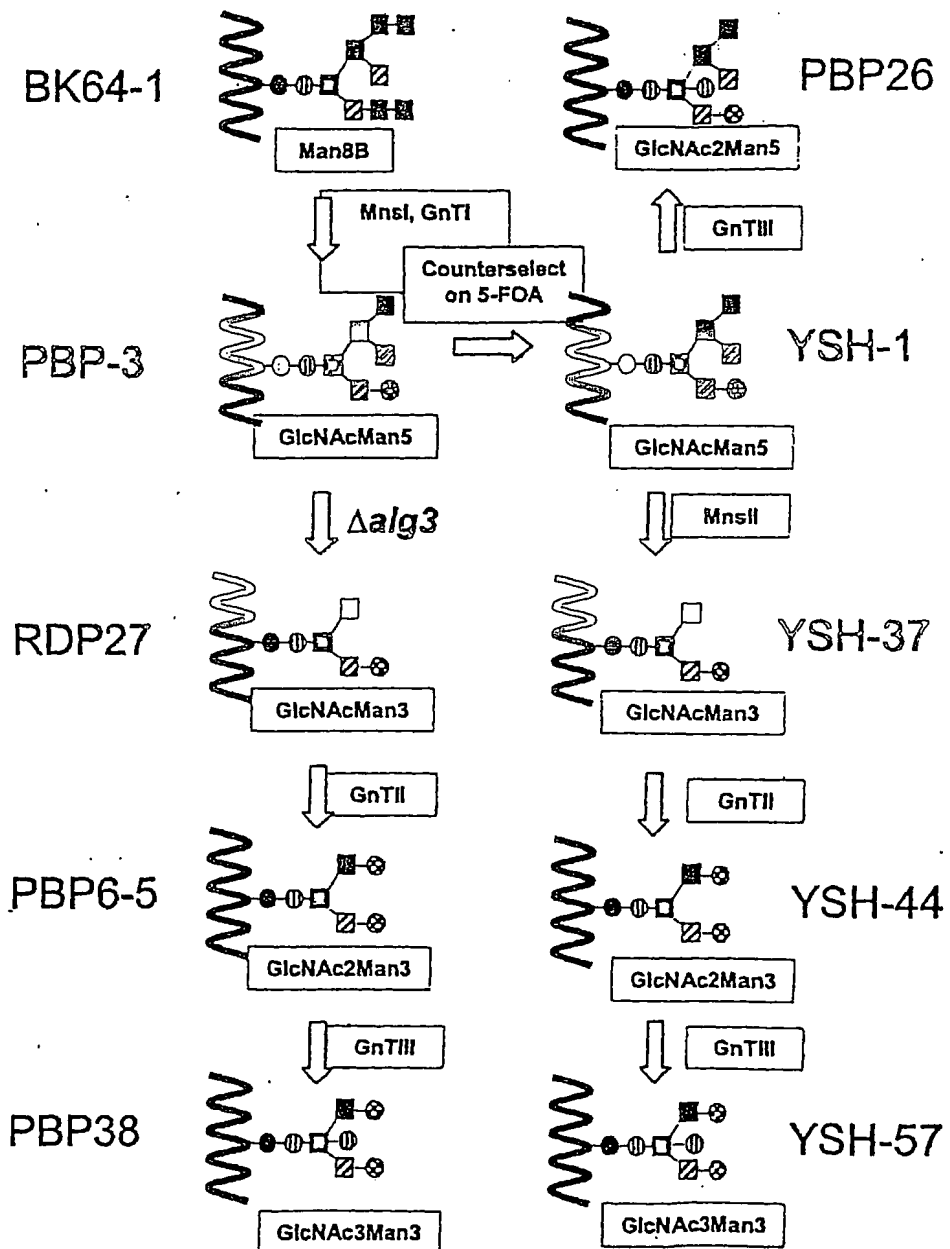 BK64-1
Man8B
PBP26
GlcNAc2Man5
MnsI, GnTI
GnTIII
Counterselect
on 5-FOA
PBP-3
GlcNAcMan5
YSH-1
GlcNAcMan5
Δalg3
MnsII
RDP27
GlcNAcMan3
YSH-37
GlcNAcMan3
GnTII
GnTII
PBP6-5
GlcNAc2Man3
YSH-44
GlcNAc2Man3
GnTIII
GnTIII
PBP38
GlcNAc3Man3
YSH-57
GlcNAc3Man3